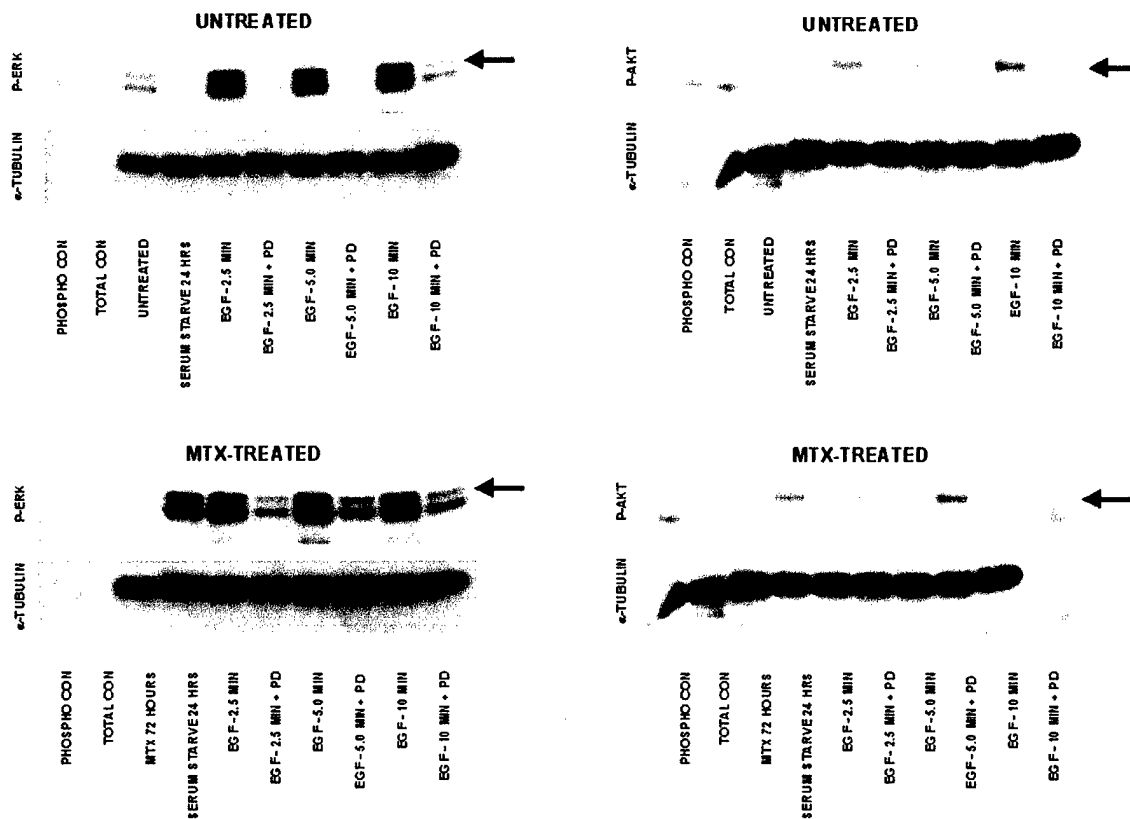 UNTREATED
P-ERK
α-TUBULIN
PHOSPHO CON
TOTAL CON
UNTREATED
SERUM STARVE 24 HRS
EGF-2.5 MIN
EGF-2.5 MIN + PD
EGF-5.0 MIN
EGF-5.0 MIN + PD
EGF-10 MIN
EGF-10 MIN + PD
UNTREATED
P-AKT
α-TUBULIN
PHOSPHO CON
TOTAL CON
UNTREATED
SERUM STARVE 24 HRS
EGF-2.5 MIN
EGF-2.5 MIN + PD
EGF-5.0 MIN
EGF-5.0 MIN + PD
EGF-10 MIN
EGF-10 MIN + PD
MTX-TREATED
P-ERK
α-TUBULIN
PHOSPHO CON
TOTAL CON
MTX 72 HOURS
SERUM STARVE 24 HRS
EGF-2.5 MIN
EGF-2.5 MIN + PD
EGF-5.0 MIN
EGF-5.0 MIN + PD
EGF-10 MIN
EGF-10 MIN + PD
MTX-TREATED
P-AKT
α-TUBULIN
PHOSPHO CON
TOTAL CON
MTX 72 HOURS
SERUM STARVE 24 HRS
EGF-2.5 MIN
EGF-2.5 MIN + PD
EGF-5.0 MIN
EGF-5.0 MIN + PD
EGF-10 MIN
EGF-10 MIN + PD